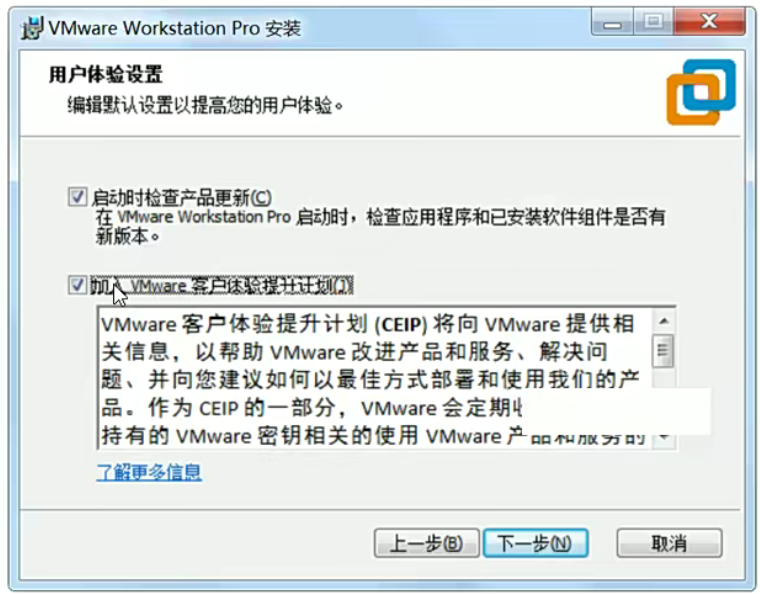 VMware Workstation Pro 安装
用户体验设置
编辑默认设置以提高您的用户体验。
启动时检查产品更新(C)
在 VMware Workstation Pro 启动时，检查应用程序和已安装软件组件是否有
新版本。
加入 VMware 客户体验提升计划(J)
VMware 客户体验提升计划 (CEIP) 将向 VMware 提供相
关信息，以帮助 VMware 改进产品和服务、解决问
题、并向您建议如何以最佳方式部署和使用我们的产
品。作为 CEIP 的一部分，VMware 会定期
持有的 VMware 密钥相关的使用 VMware 产品和服务的
了解更多信息
上一步(B)
下一步(N)
取消